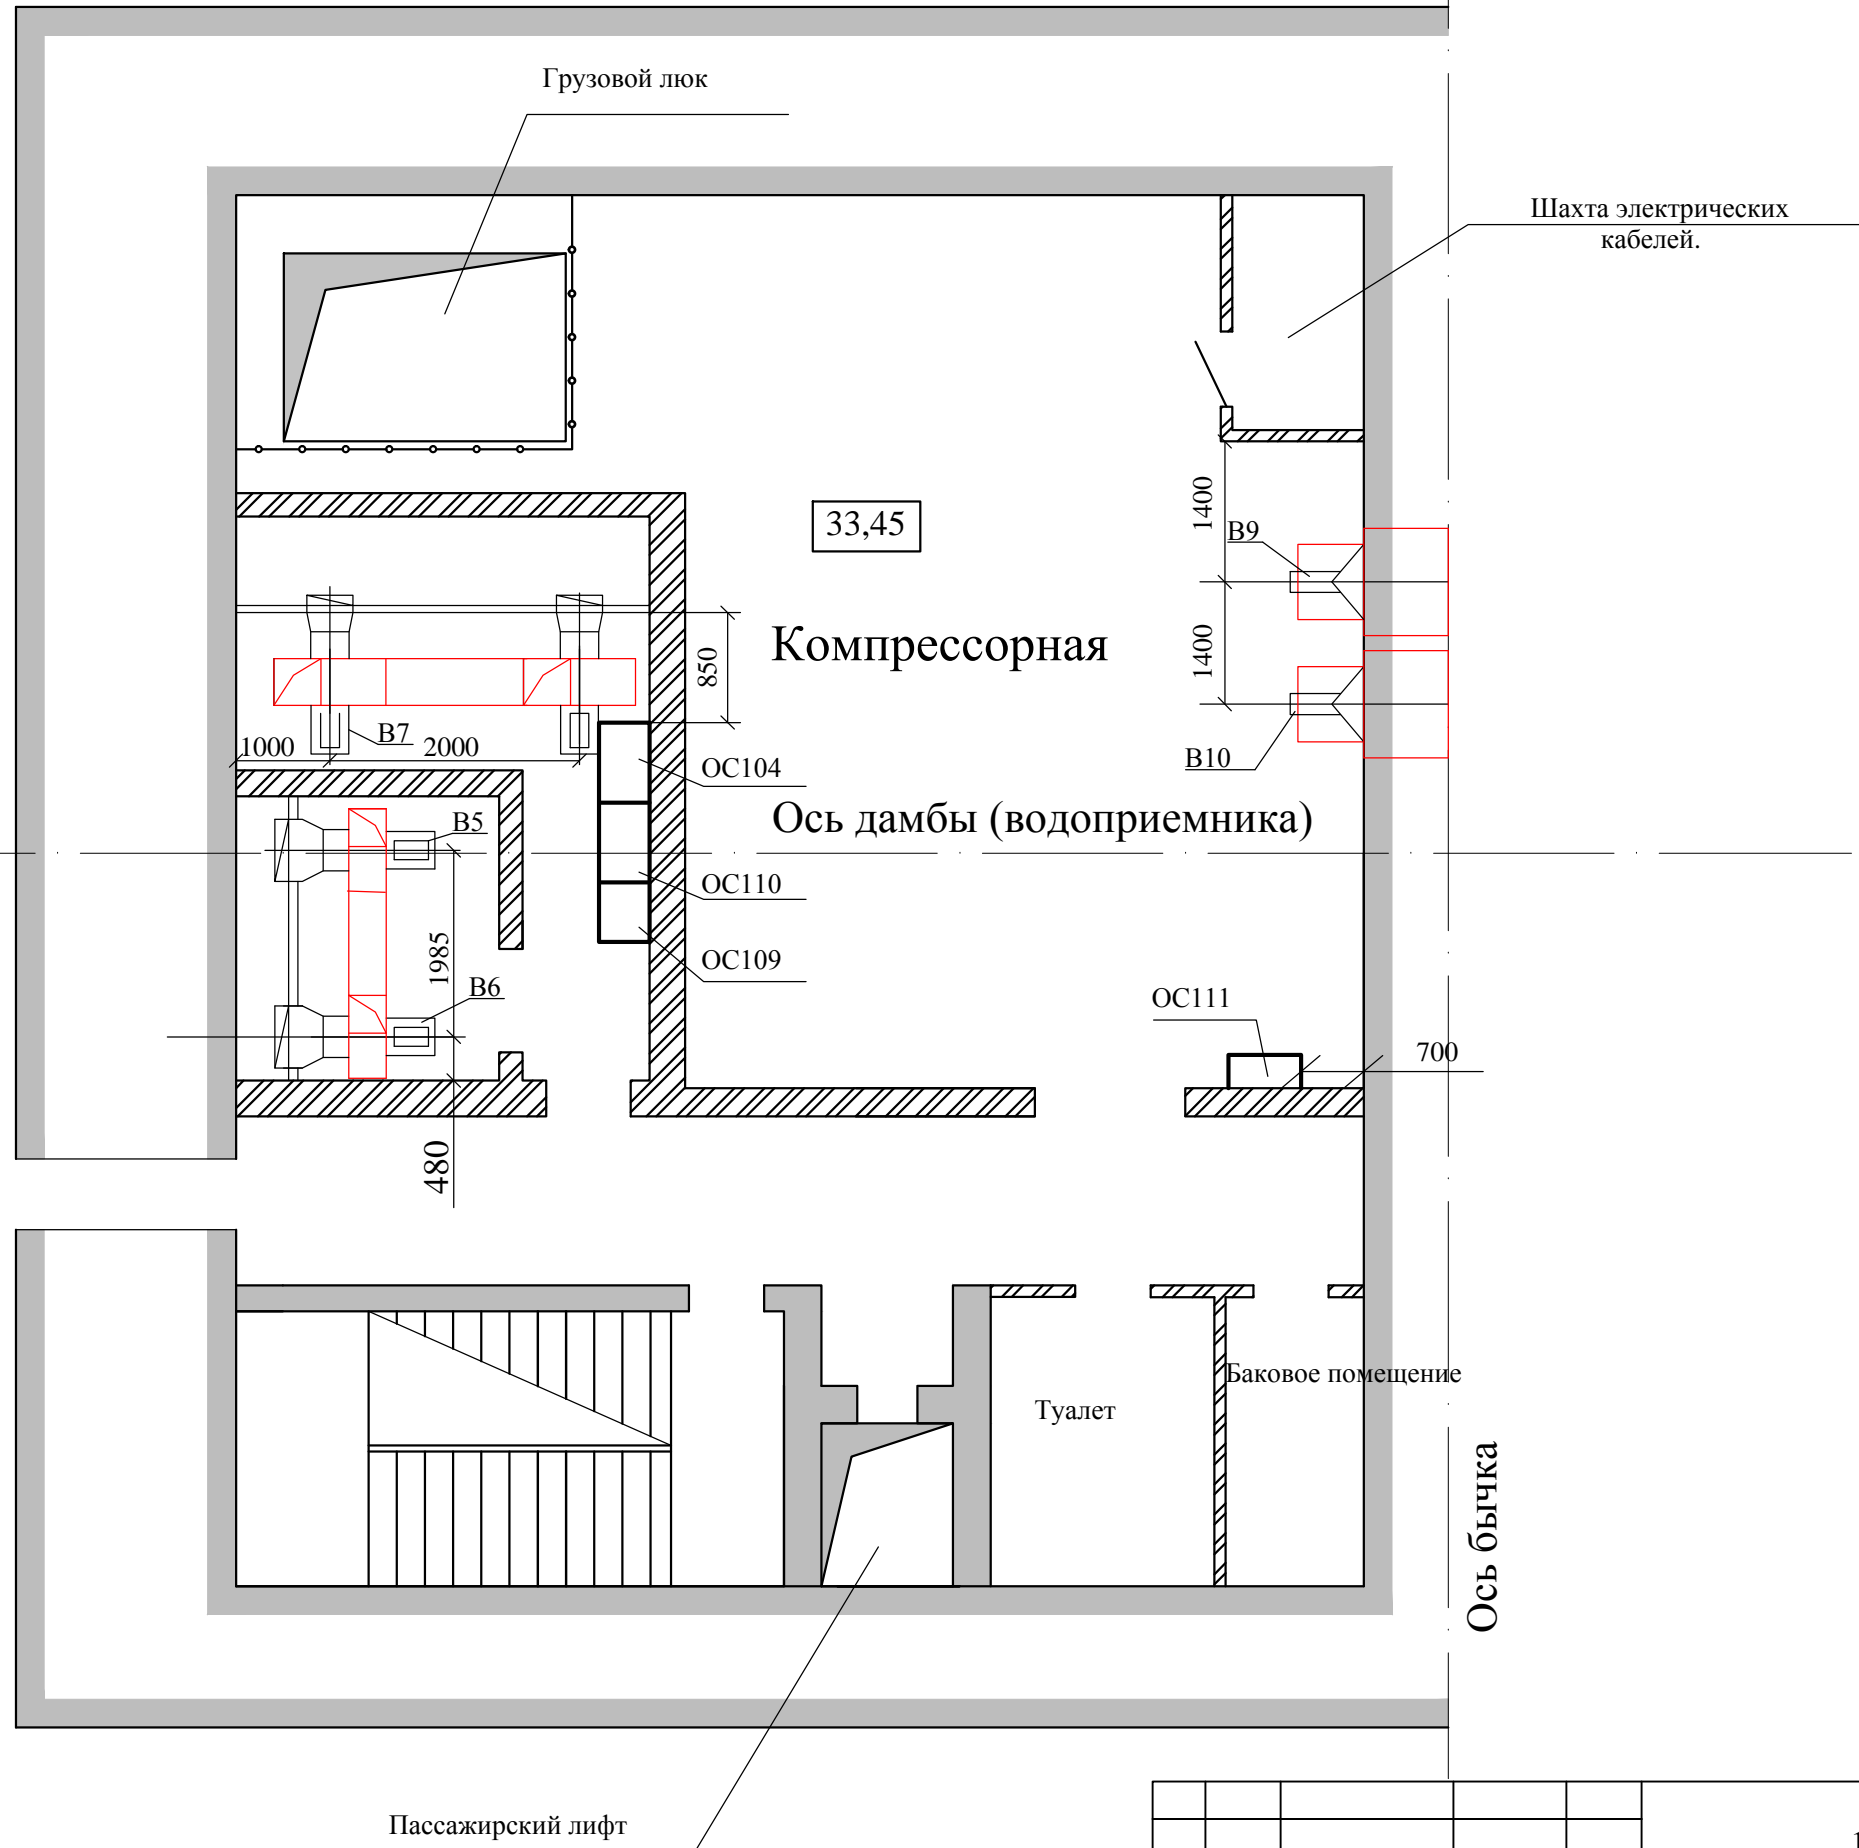 Грузовой люк
Шахта электрических
кабелей.
33,45
1400
В9
Компрессорная
850
1400
В7
1000
2000
В10
ОС104
Ось дамбы (водоприемника)
В5
ОС110
1985
ОС109
В6
ОС111
700
480
Баковое помещение
Туалет
Ось бычка
Пассажирский лифт